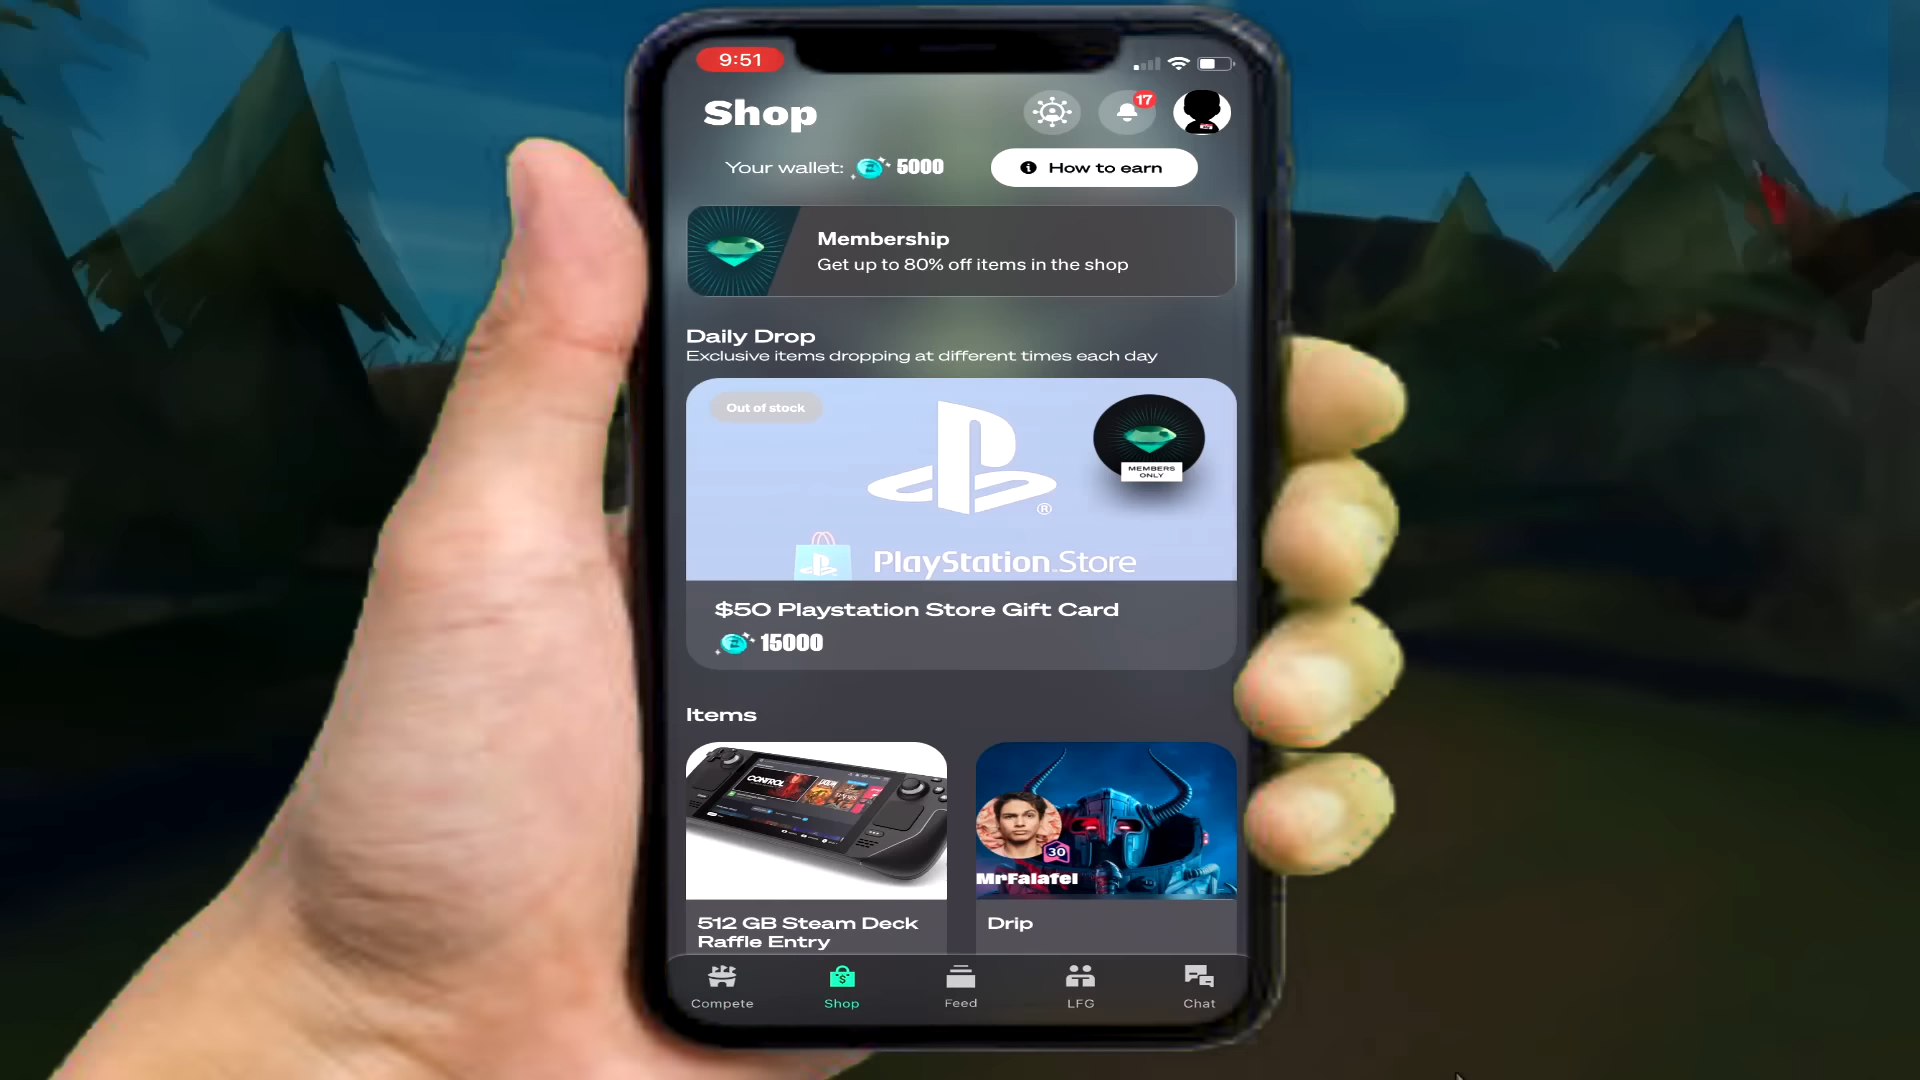 9:51
Shop
17
Your wallet: 5000
How to earn
Membership
Get up to 80% off items in the shop
Daily Drop
Exclusive items dropping at different times each day
Out of stock
MEMBERS
ONLY
PlayStation Store
$50 Playstation Store Gift Card
15000
Items
CONTROL
30
MrFalafel
512 GB Steam Deck
Raffle Entry
Drip
Compete
Shop
Feed
LFG
Chat